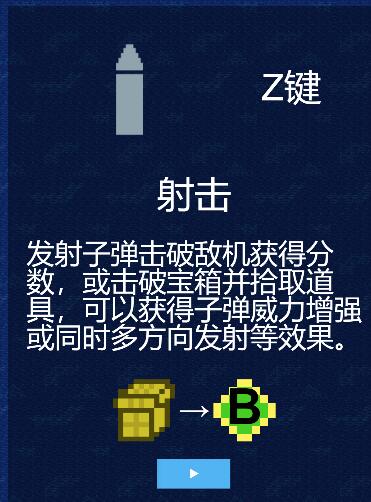 Z键
射击
发射子弹击破敌机获得分
数，或击破宝箱并拾取道
具，可以获得子弹威力增强
或同时多方向发射等效果。
→B